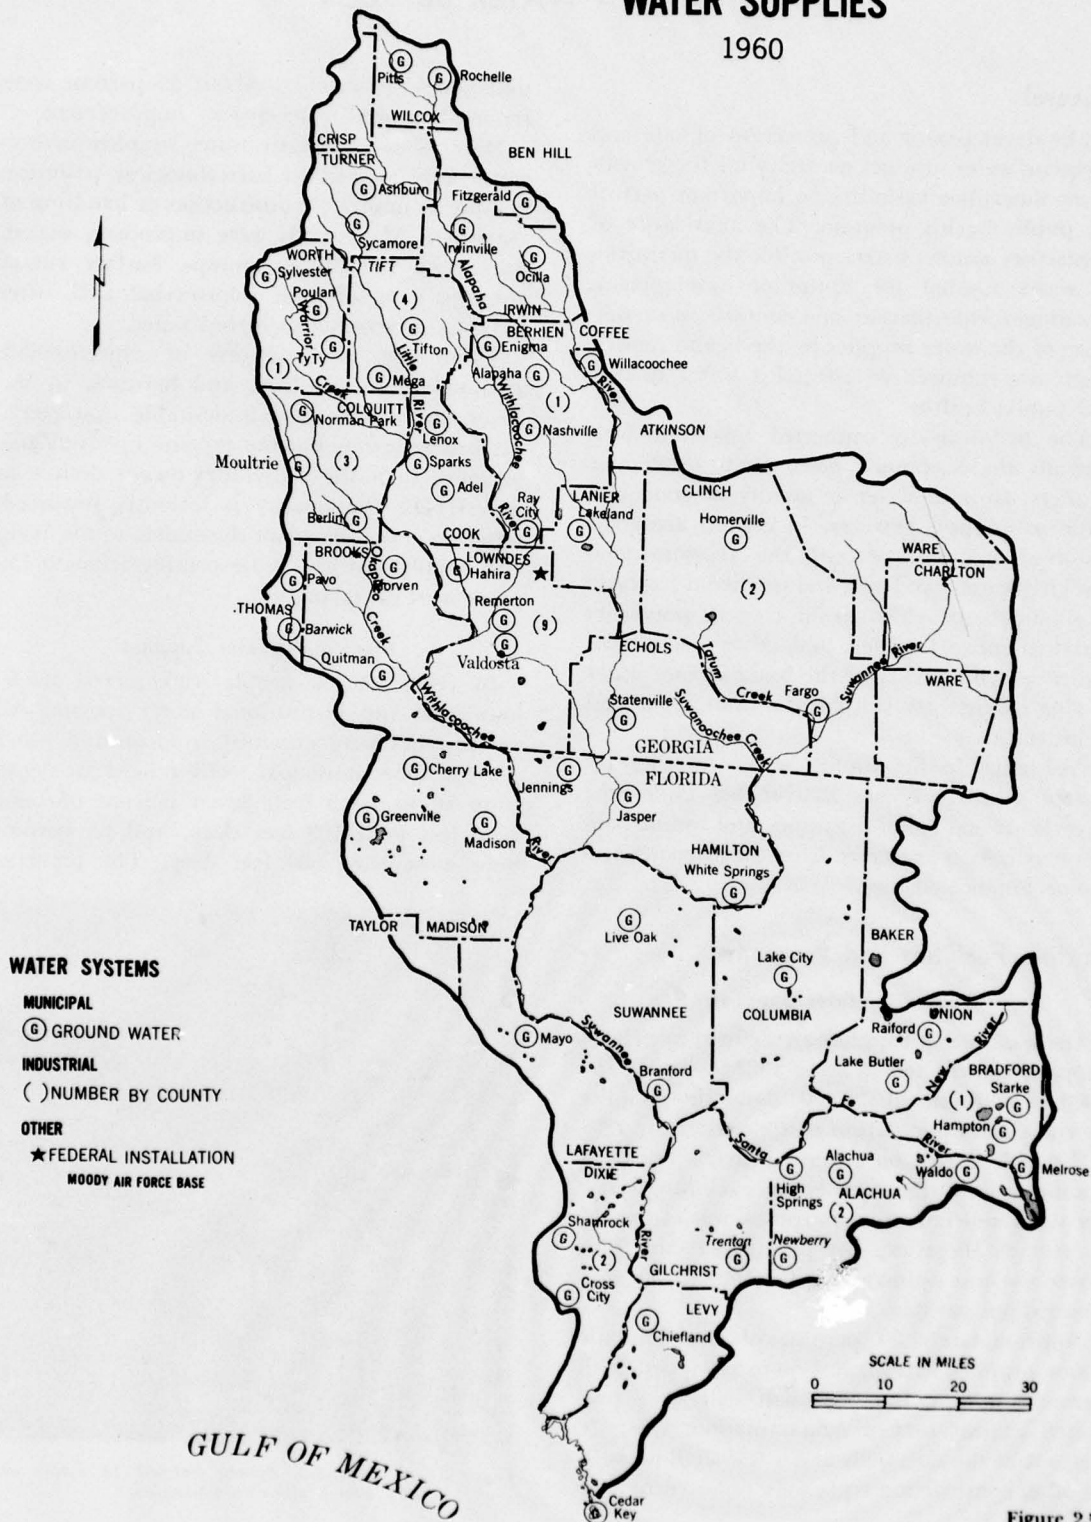 WATER SUPPLIES
1960
Pitts
Rochelle
WILCOX
CRISP
TURNER
BEN HILL
Ashburn
Fitzgerald
Sycamore
Irwinville
Ocilla
N
WORTH
TIFT
Sylvester
Poulan
Alapaha
Warrior
(4)
IRWIN
BERRIEN
COFFEE
Tifton
Enigma
TyTy
Little
Willacoochee
(1)
Mega
Alapaha
Withlacoochee
River
Creek
(1)
COLQUITT
Norman Park
River
Lenox
Nashville
ATKINSON
Moultrie
(3)
Sparks
CLINCH
Adel
Ray
City
LANIER
Lakeland
Homerville
Berlin
River
COOK
BROOKS
LOWNDES
WARE
Okapilco
Hahira
CHARLTON
Pavo
Morven
THOMAS
Remerton
(2)
Barwick
Creek
(9)
Quitman
Valdosta
ECHOLS
Tatum
Suwannee River
WARE
Withlacoochee
Statenville
Suwanoochee Creek
Creek
Fargo
GEORGIA
FLORIDA
Cherry Lake
Jennings
Greenville
Jasper
Madison
River
HAMILTON
White Springs
TAYLOR
MADISON
Live Oak
BAKER
Lake City
WATER SYSTEMS
MUNICIPAL
G GROUND WATER
INDUSTRIAL
( ) NUMBER BY COUNTY
OTHER
★ FEDERAL INSTALLATION
MOODY AIR FORCE BASE
SUWANNEE
COLUMBIA
UNION
Raiford
Mayo
Suwannee
River
Lake Butler
New
BRADFORD
Branford
Starke
(1)
Fe
Hampton
Santa
River
LAFAYETTE
DIXIE
Alachua
Waldo
Melrose
High
Springs
ALACHUA
(2)
Shamrock
River
Trenton
Newberry
(2)
GILCHRIST
Cross
City
LEVY
Chiefland
SCALE IN MILES
0 10 20 30
GULF OF MEXICO
Cedar
Key